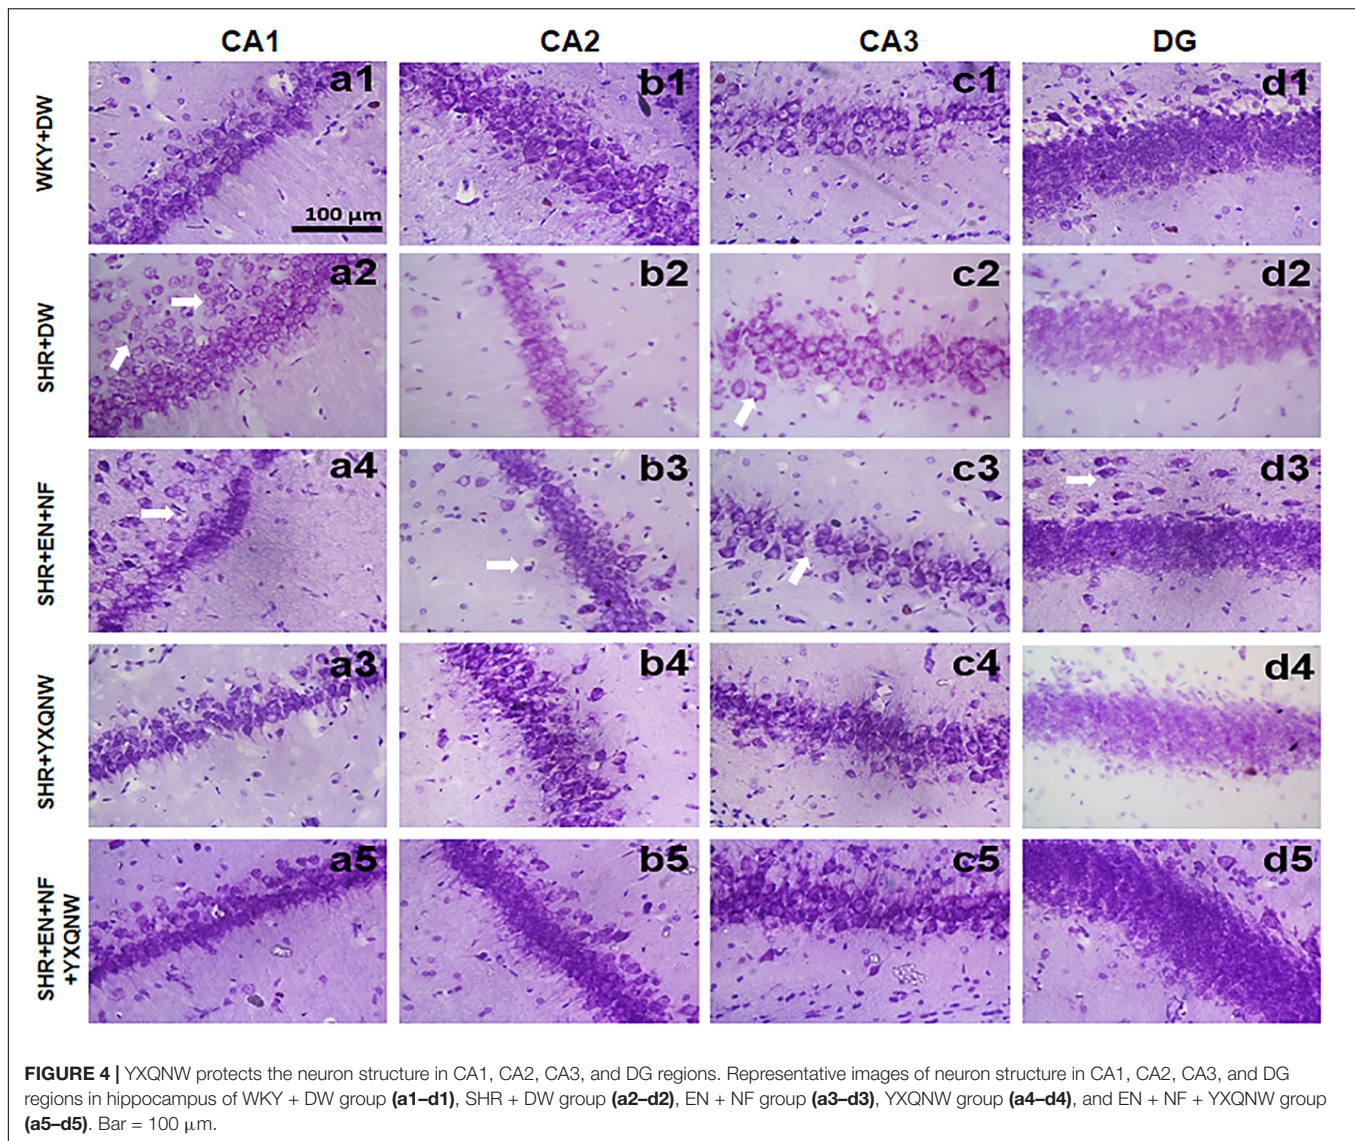 CA1 CA2 CA3 DG
WKY+DW
a1 b1 c1 d1
100 µm
SHR+DW
a2 b2 c2 d2
SHR+EN+NF
a4 b3 c3 d3
SHR+YXQNW
a3 b4 c4 d4
SHR+EN+NF
+YXQNW
a5 b5 c5 d5
FIGURE 4 | YXQNW protects the neuron structure in CA1, CA2, CA3, and DG regions. Representative images of neuron structure in CA1, CA2, CA3, and DG
regions in hippocampus of WKY + DW group (a1–d1), SHR + DW group (a2–d2), EN + NF group (a3–d3), YXQNW group (a4–d4), and EN + NF + YXQNW group
(a5–d5). Bar = 100 µm.